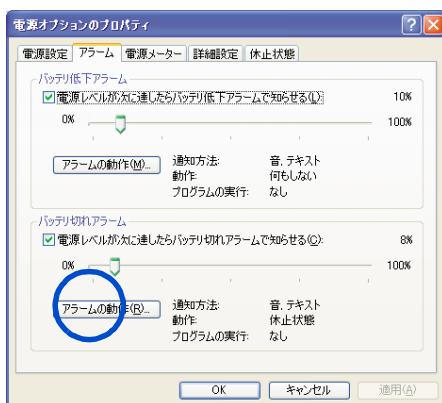 電源オプションのプロパティ
電源設定 アラーム 電源メーター 詳細設定 休止状態
バッテリ低下アラーム
電源レベルが次に達したらバッテリ低下アラームで知らせる(L): 10%
0% 100%
アラームの動作(M)... 通知方法: 音, テキスト
動作: 何もしない
プログラムの実行: なし
バッテリ切れアラーム
電源レベルが次に達したらバッテリ切れアラームで知らせる(C): 8%
0% 100%
アラームの動作(R)... 通知方法: 音, テキスト
動作: 休止状態
プログラムの実行: なし
OK キャンセル 適用(A)